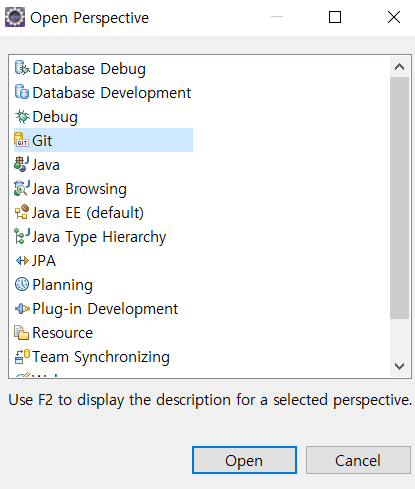 Open Perspective
Database Debug
Database Development
Debug
Git
Java
Java Browsing
Java EE (default)
Java Type Hierarchy
JPA
Planning
Plug-in Development
Resource
Team Synchronizing
Use F2 to display the description for a selected perspective.
Open
Cancel